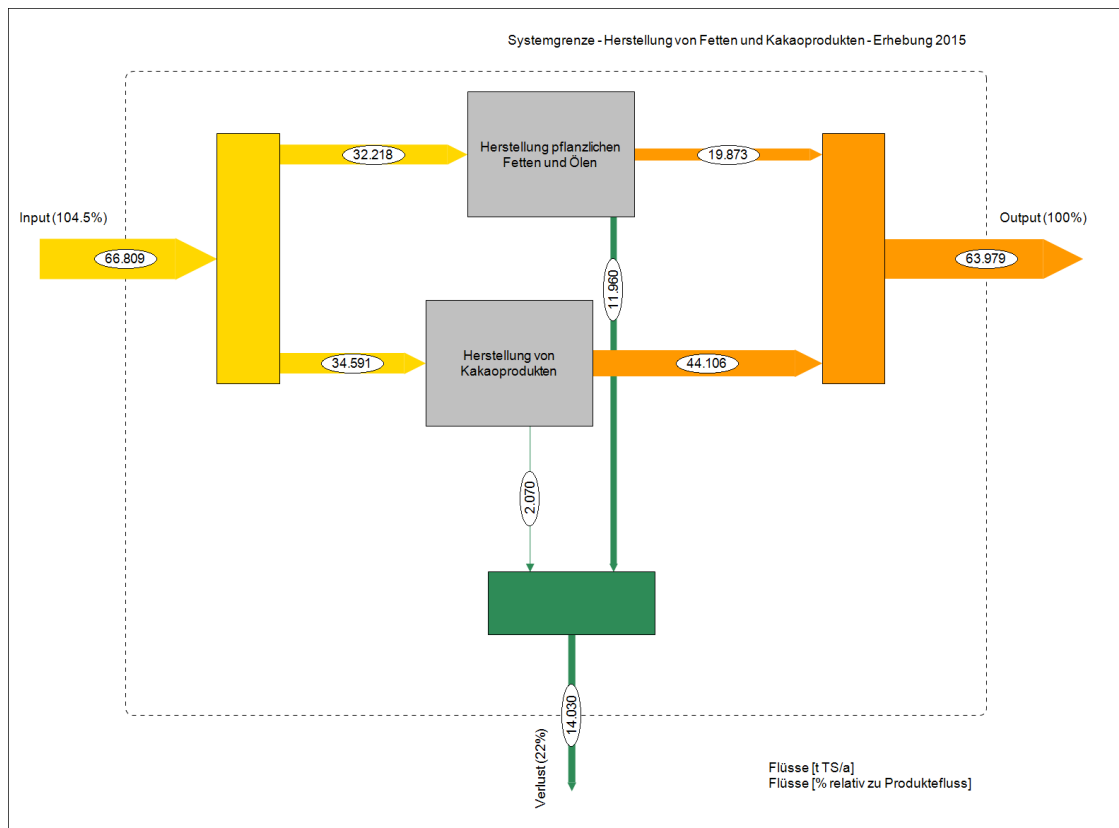 Systemgrenze - Herstellung von Fetten und Kakaoprodukten - Erhebung 2015
Herstellung pflanzlichen
Fetten und Ölen
32.218
19.873
Input (104.5%)
Output (100%)
66.809
63.979
11.960
Herstellung von
Kakaoprodukten
34.591
44.106
2.070
14.030
Verlust (22%)
Flüsse [t TS/a]
Flüsse [% relativ zu Produktefluss]